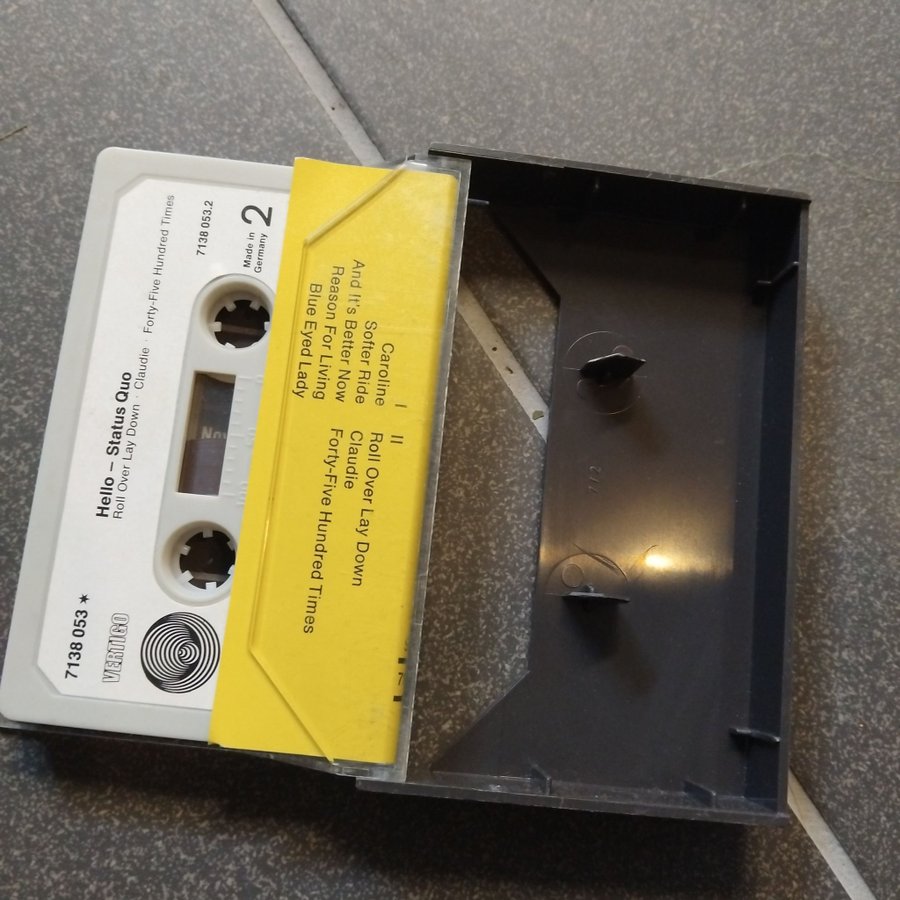 Hello – Status Quo
Roll Over Lay Down · Claudie · Forty-Five Hundred Times
7138 053.2
Made in
Germany
2
7138 053 ★
VERTIGO
I
Caroline
Softer Ride
And It's Better Now
Reason For Living
Blue Eyed Lady
II
Roll Over Lay Down
Claudie
Forty-Five Hundred Times